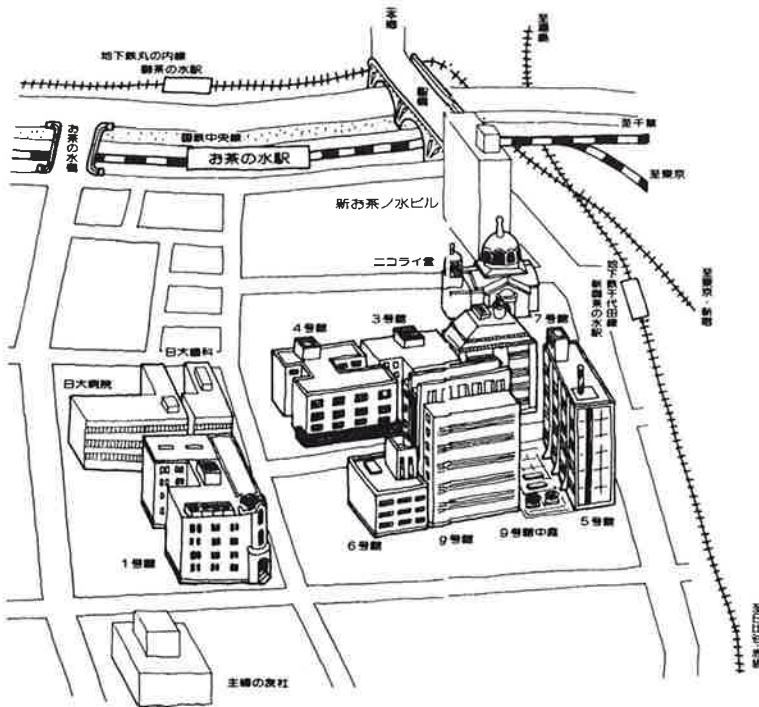 至本郷
至湯島
地下鉄丸の内線
御茶の水駅
聖橋
至千葉
国鉄中央線
お茶の水橋
お茶の水駅
至東京
新お茶ノ水ビル
ニコライ堂
地下鉄千代田線
新御茶の水駅
至東京・新宿
4号館
3号館
7号館
日大歯科
日大病院
1号館
6号館
9号館
9号館中庭
5号館
主婦の友社